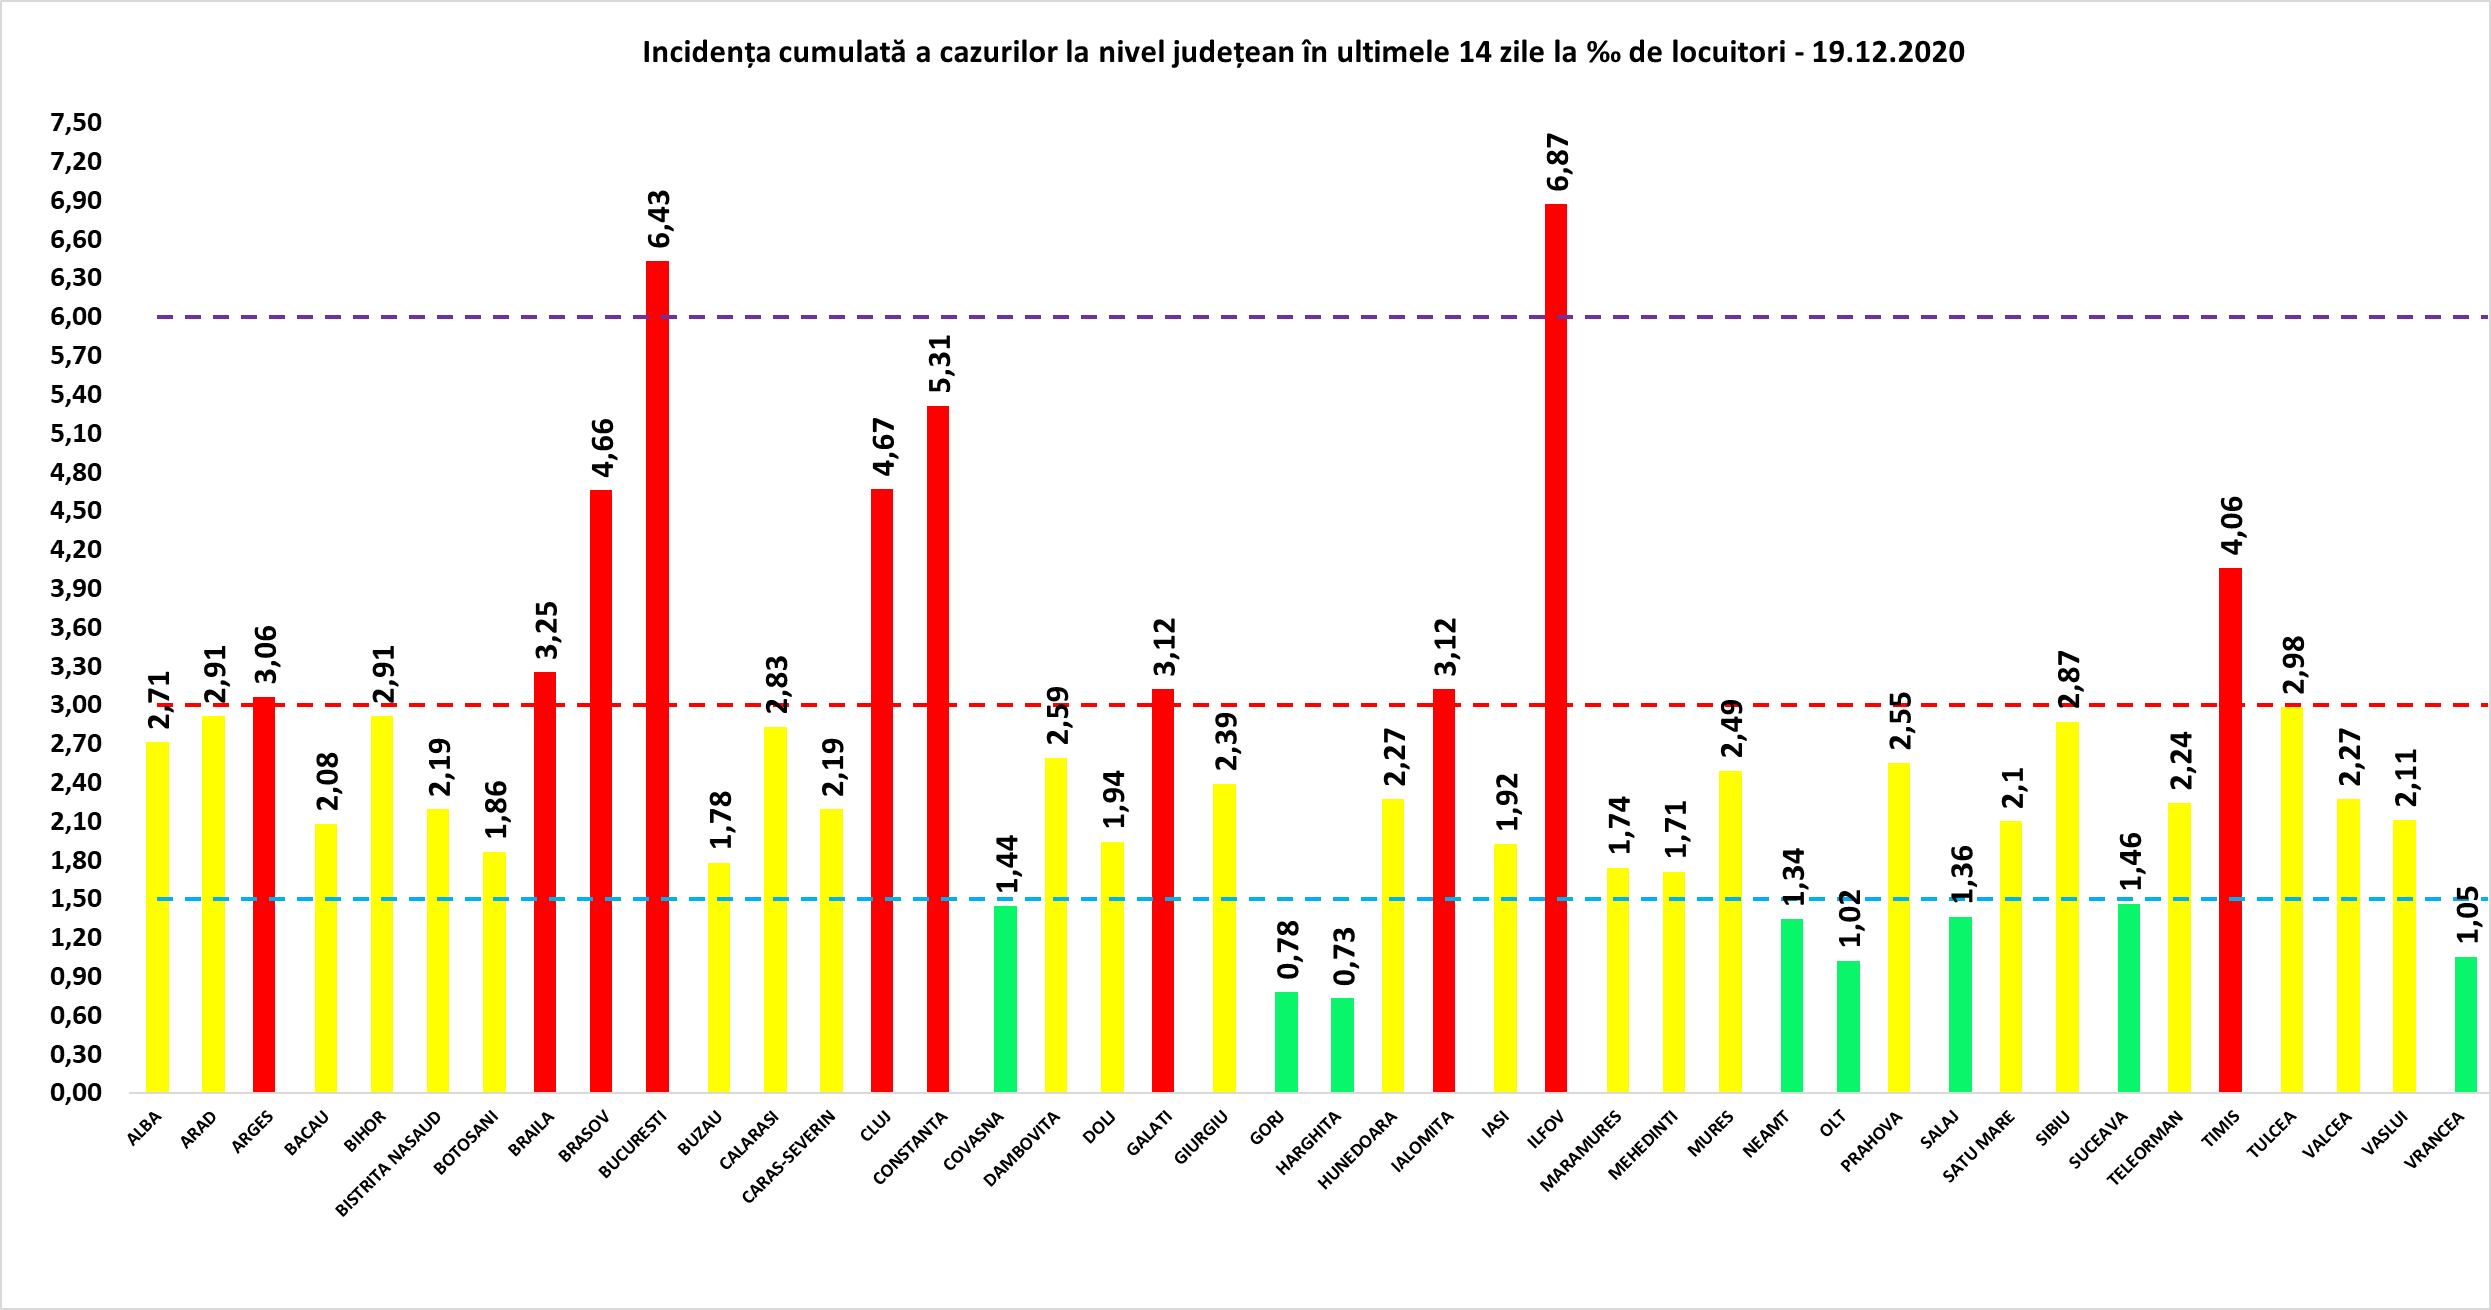 Incidența cumulată a cazurilor la nivel județean în ultimele 14 zile la ‰ de locuitori - 19.12.2020
7,50
7,20
6,90
6,60
6,30
6,00
5,70
5,40
5,10
4,80
4,50
4,20
3,90
3,60
3,30
3,00
2,70
2,40
2,10
1,80
1,50
1,20
0,90
0,60
0,30
0,00
2,71
2,91
3,06
2,08
2,91
2,19
1,86
3,25
4,66
6,43
1,78
2,83
2,19
4,67
5,31
1,44
2,59
1,94
3,12
2,39
0,78
0,73
2,27
3,12
1,92
6,87
1,74
1,71
2,49
1,34
1,02
2,55
1,36
2,1
2,87
1,46
2,24
4,06
2,98
2,27
2,11
1,05
ALBA
ARAD
ARGES
BACAU
BIHOR
BISTRITA NASAUD
BOTOSANI
BRAILA
BRASOV
BUCURESTI
BUZAU
CALARASI
CARAS-SEVERIN
CLUJ
CONSTANTA
COVASNA
DAMBOVITA
DOLJ
GALATI
GIURGIU
GORJ
HARGHITA
HUNEDOARA
IALOMITA
IASI
ILFOV
MARAMURES
MEHEDINTI
MURES
NEAMT
OLT
PRAHOVA
SALAJ
SATU MARE
SIBIU
SUCEAVA
TELEORMAN
TIMIS
TULCEA
VALCEA
VASLUI
VRANCEA